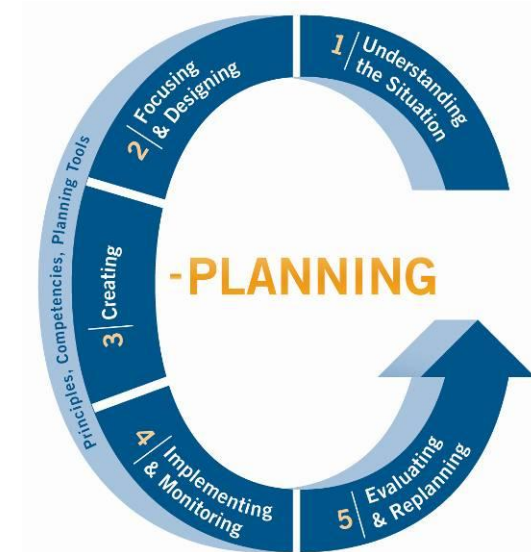 1 Understanding
the Situation
2 Focusing
& Designing
3 Creating
4 Implementing
& Monitoring
5 Evaluating
& Replanning
Principles, Competencies, Planning Tools
-PLANNING